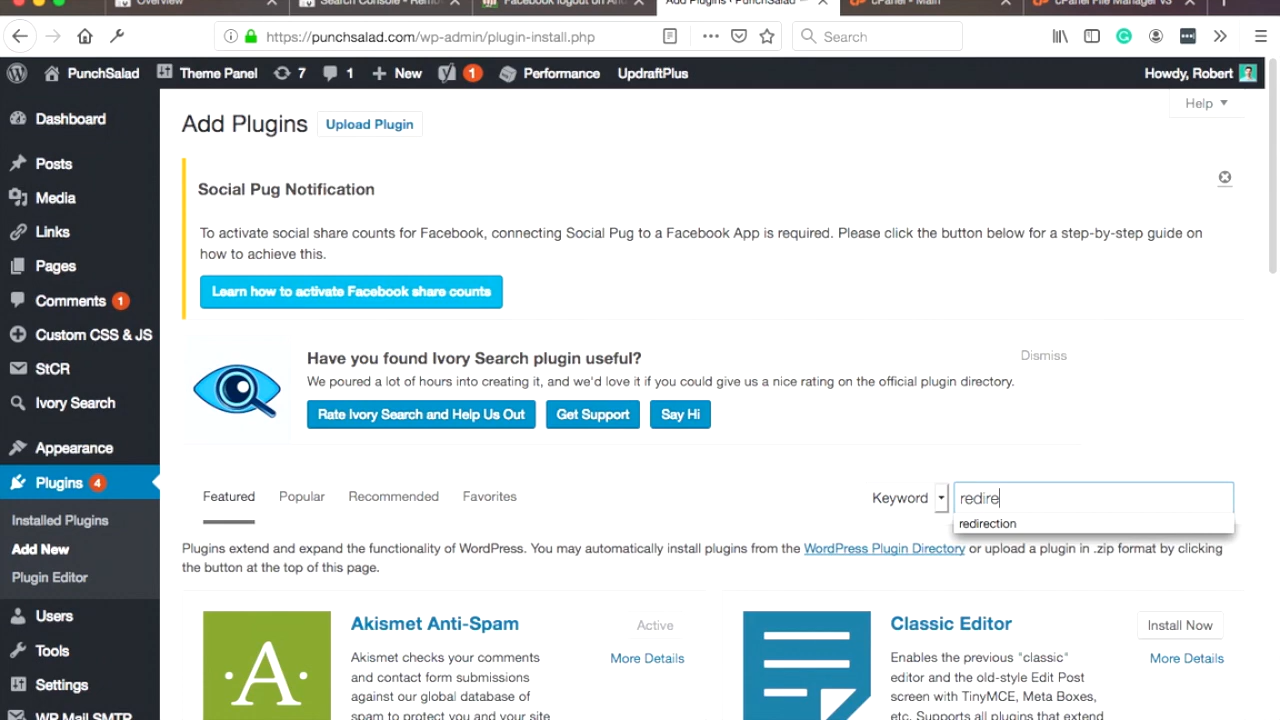 Overview
Facebook logout on And
Add Plugins ‹ PunchSalad —
cPanel - Main
cPanel File Manager v3
https://punchsalad.com/wp-admin/plugin-install.php
Search
PunchSalad
Theme Panel
7
1
New
1
Performance
UpdraftPlus
Howdy, Robert
Help
Dashboard
Posts
Media
Links
Pages
Comments 1
Custom CSS & JS
StCR
Ivory Search
Appearance
Plugins 4
Installed Plugins
Add New
Plugin Editor
Users
Tools
Settings
WP Mail SMTP
Add Plugins
Upload Plugin
Social Pug Notification
To activate social share counts for Facebook, connecting Social Pug to a Facebook App is required. Please click the button below for a step-by-step guide on
how to achieve this.
Learn how to activate Facebook share counts
Have you found Ivory Search plugin useful?
Dismiss
We poured a lot of hours into creating it, and we'd love it if you could give us a nice rating on the official plugin directory.
Rate Ivory Search and Help Us Out
Get Support
Say Hi
Featured
Popular
Recommended
Favorites
Keyword
redire
redirection
Plugins extend and expand the functionality of WordPress. You may automatically install plugins from the WordPress Plugin Directory or upload a plugin in .zip format by clicking
the button at the top of this page.
Akismet Anti-Spam
Active
More Details
Akismet checks your comments
and contact form submissions
against our global database of
spam to protect you and your site
·A·
Classic Editor
Install Now
More Details
Enables the previous "classic"
editor and the old-style Edit Post
screen with TinyMCE, Meta Boxes,
etc. Supports all plugins that extend